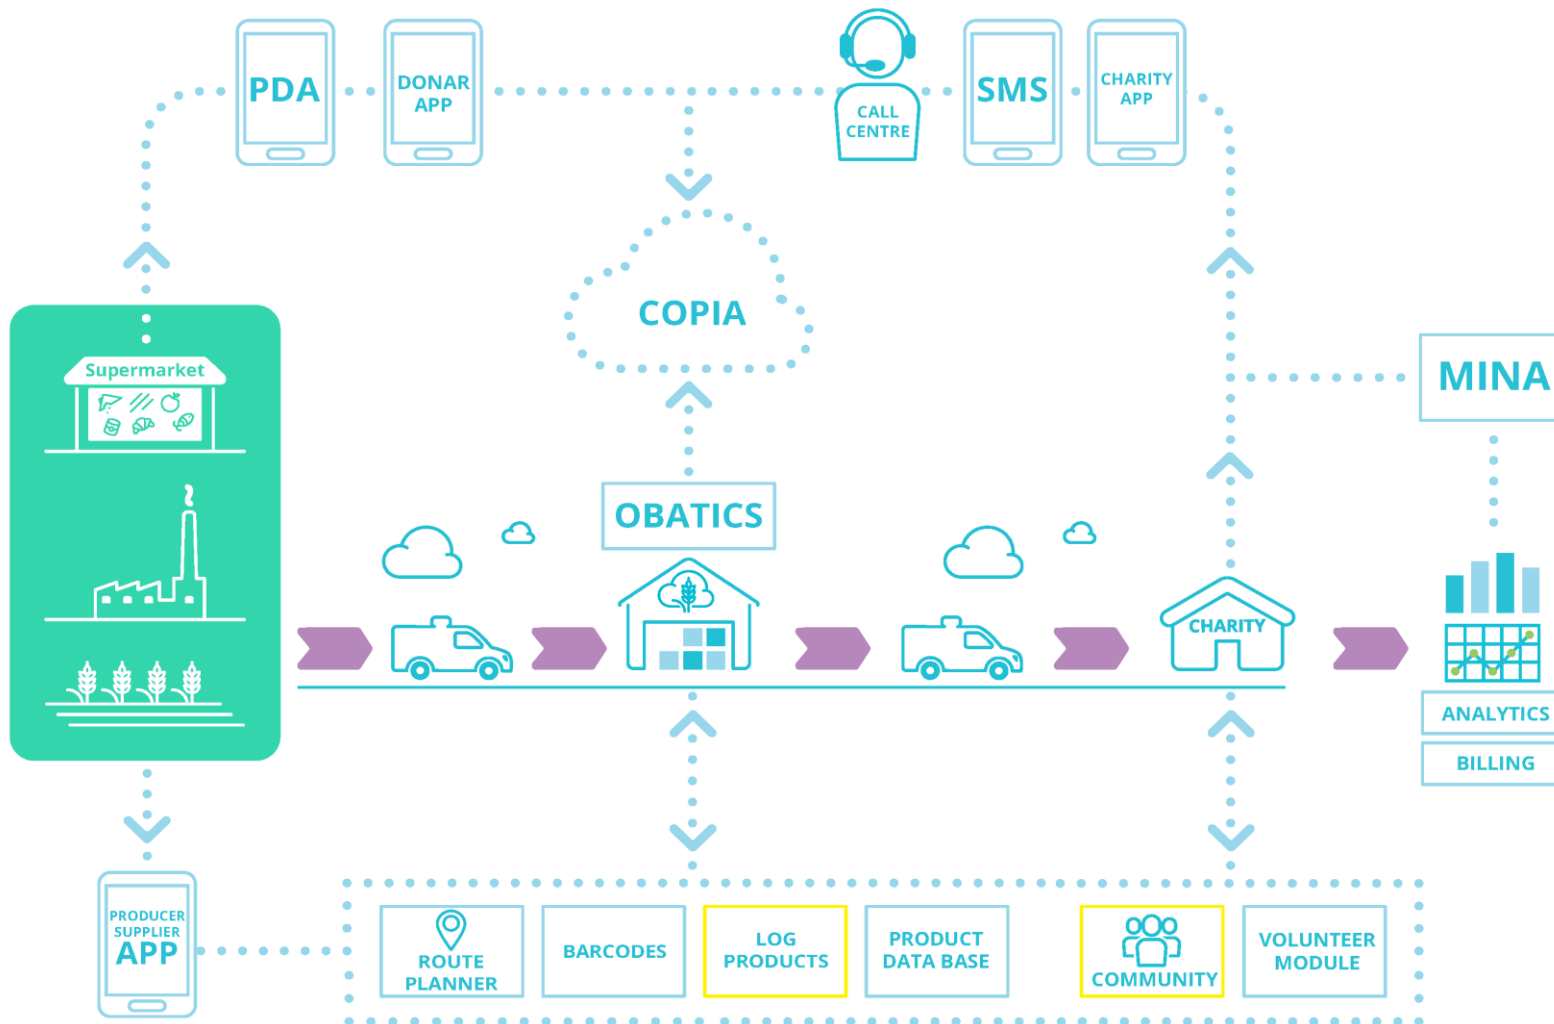 PDA
DONAR
APP
CALL
CENTRE
SMS
CHARITY
APP
COPIA
Supermarket
MINA
OBATICS
CHARITY
ANALYTICS
BILLING
PRODUCER
SUPPLIER
APP
ROUTE
PLANNER
BARCODES
LOG
PRODUCTS
PRODUCT
DATA BASE
COMMUNITY
VOLUNTEER
MODULE